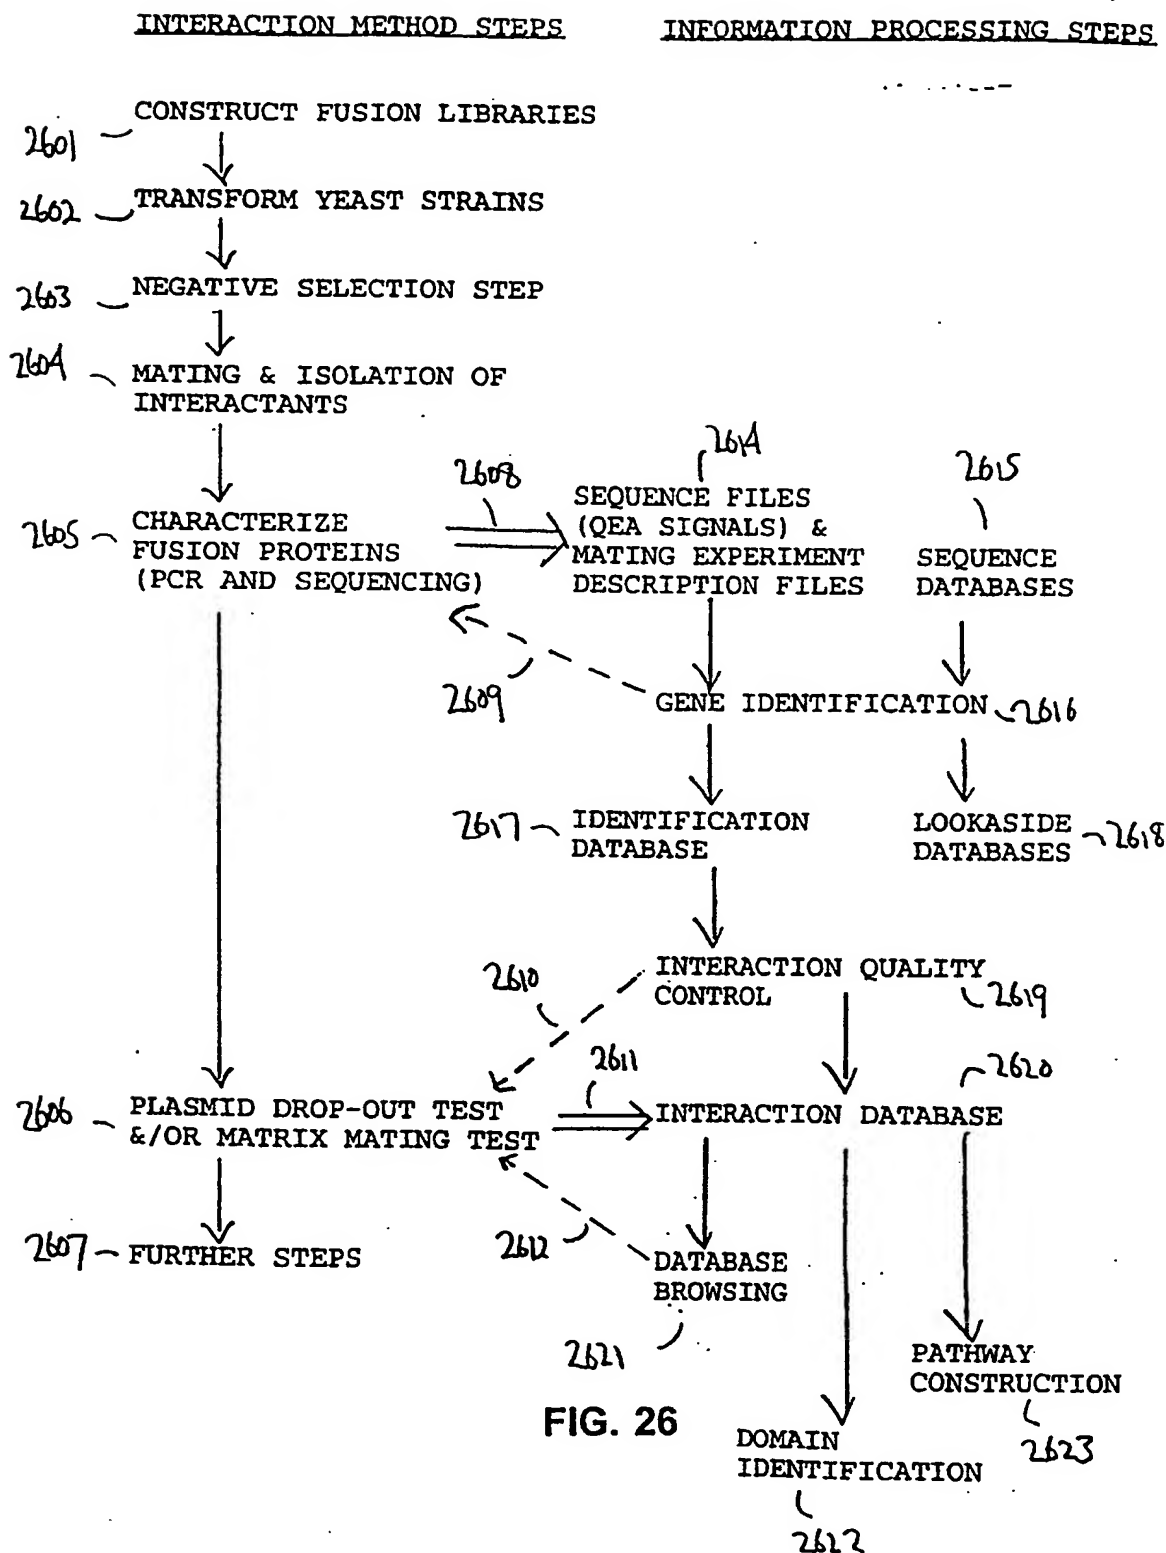 INTERACTION METHOD STEPS
INFORMATION PROCESSING STEPS
CONSTRUCT FUSION LIBRARIES
2601
TRANSFORM YEAST STRAINS
2602
NEGATIVE SELECTION STEP
2603
2604
MATING & ISOLATION OF
INTERACTANTS
2614
2608
2615
SEQUENCE FILES
(QEA SIGNALS) &
MATING EXPERIMENT
DESCRIPTION FILES
2605
CHARACTERIZE
FUSION PROTEINS
(PCR AND SEQUENCING)
SEQUENCE
DATABASES
2609
GENE IDENTIFICATION
2616
2617
IDENTIFICATION
DATABASE
LOOKASIDE
DATABASES
2618
2610
INTERACTION QUALITY
CONTROL
2619
2611
2620
2606
PLASMID DROP-OUT TEST
&/OR MATRIX MATING TEST
INTERACTION DATABASE
2607
FURTHER STEPS
2612
DATABASE
BROWSING
2621
PATHWAY
CONSTRUCTION
2623
FIG. 26
DOMAIN
IDENTIFICATION
2622